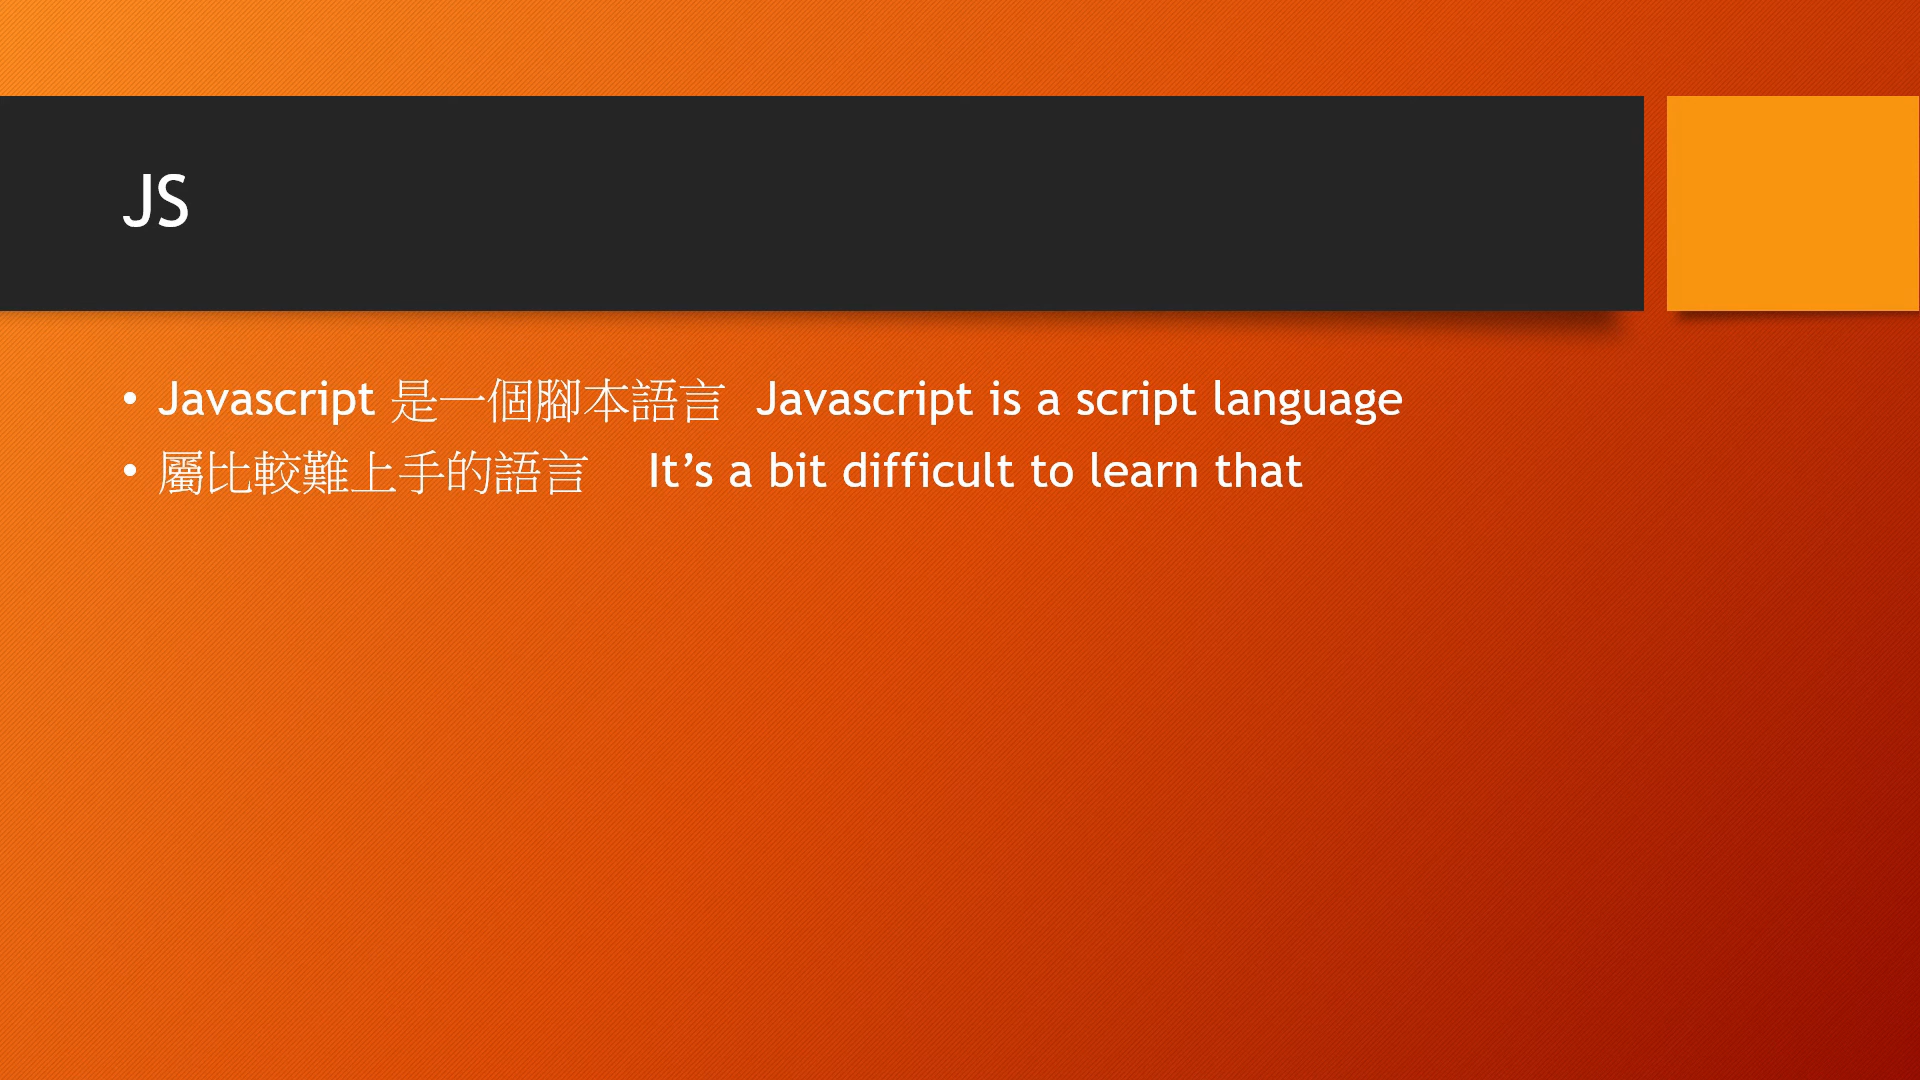 JS
• Javascript 是一個腳本語言 Javascript is a script language
• 屬比較難上手的語言 It’s a bit difficult to learn that